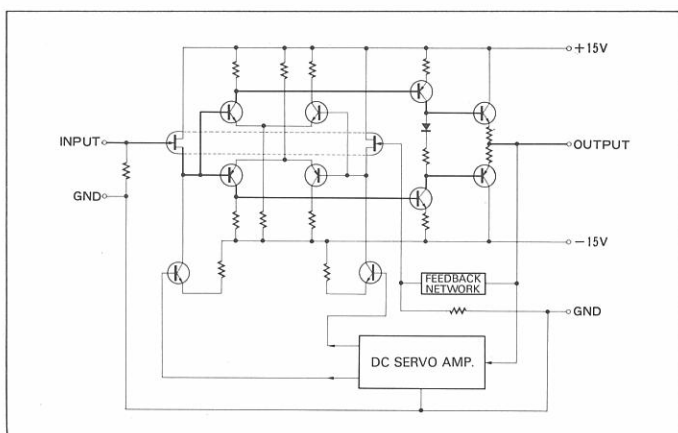 +15V
INPUT
OUTPUT
GND
-15V
FEEDBACK
NETWORK
GND
DC SERVO AMP.